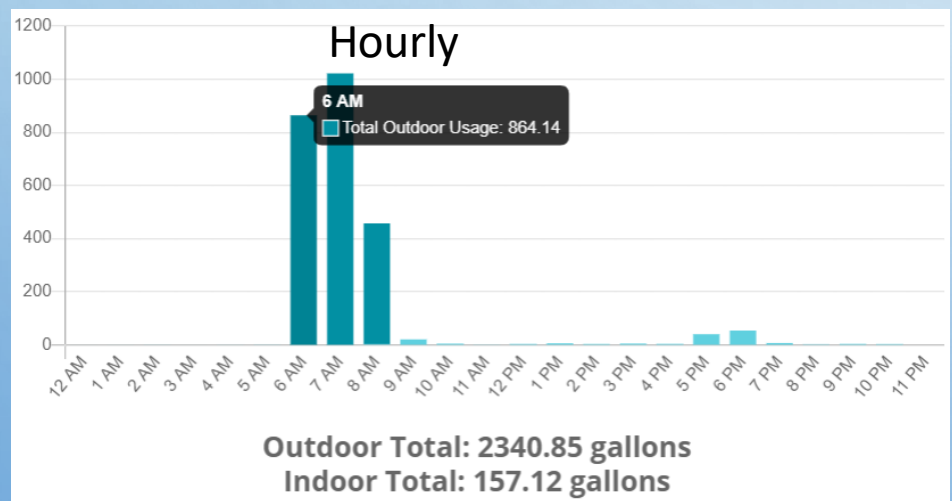 Hourly
1200
1000
800
600
400
200
0
6 AM
Total Outdoor Usage: 864.14
12 AM
1 AM
2 AM
3 AM
4 AM
5 AM
6 AM
7 AM
8 AM
9 AM
10 AM
11 AM
12 PM
1 PM
2 PM
3 PM
4 PM
5 PM
6 PM
7 PM
8 PM
9 PM
10 PM
11 PM
Outdoor Total: 2340.85 gallons
Indoor Total: 157.12 gallons